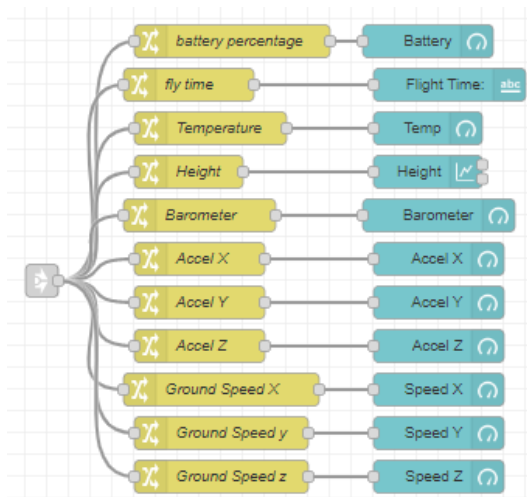 battery percentage Battery
fly time Flight Time: abc
Temperature Temp
Height Height
Barometer Barometer
Accel X Accel X
Accel Y Accel Y
Accel Z Accel Z
Ground Speed X Speed X
Ground Speed y Speed Y
Ground Speed z Speed Z